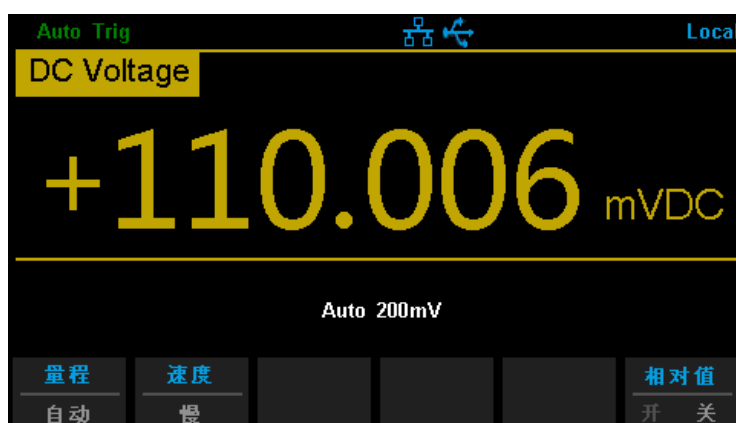 Auto Trig Local
DC Voltage
+110.006 mVDC
Auto 200mV
量程 速度 相对值
自动 慢 开 关